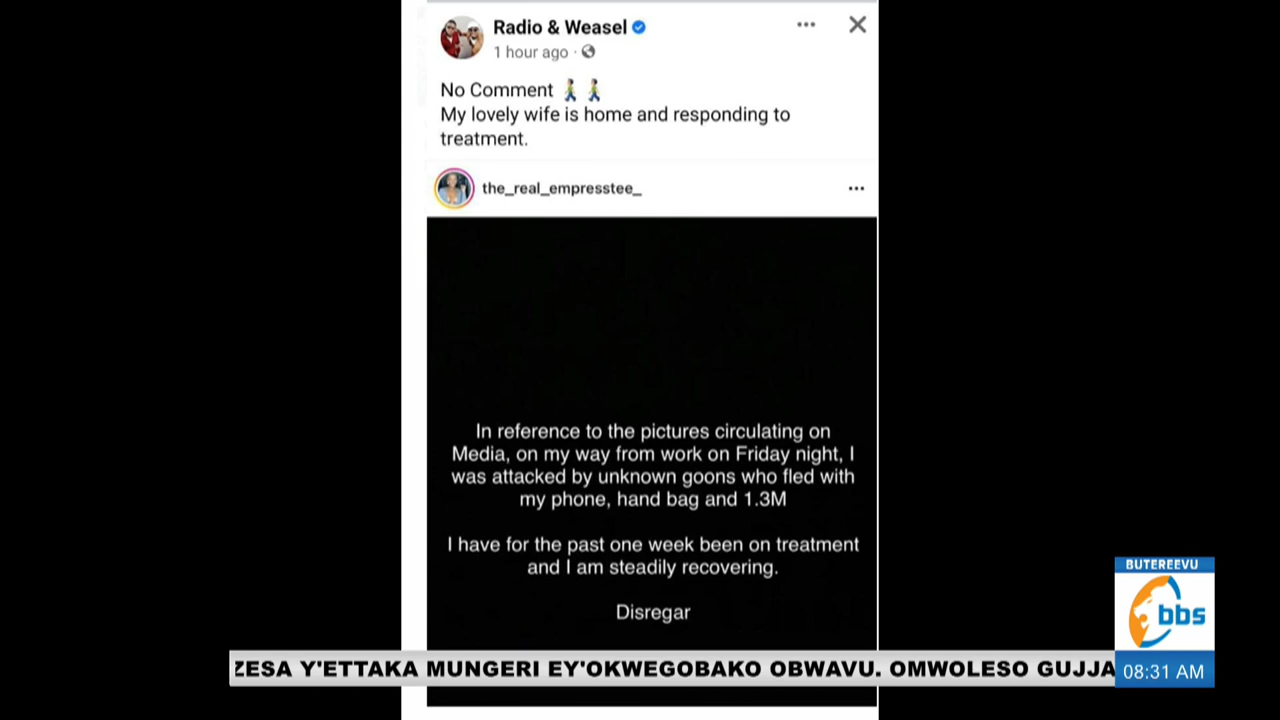 Radio & Weasel
1 hour ago
No Comment
My lovely wife is home and responding to
treatment.
the_real_empresstee_
In reference to the pictures circulating on
Media, on my way from work on Friday night, I
was attacked by unknown goons who fled with
my phone, hand bag and 1.3M
I have for the past one week been on treatment
and I am steadily recovering.
Disregar
BUTEREEVU
bbs
ZESA Y'ETTAKA MUNGERI EY'OKWEGOBAKO OBWAVU. OMWOLESO GUJJA
08:31 AM